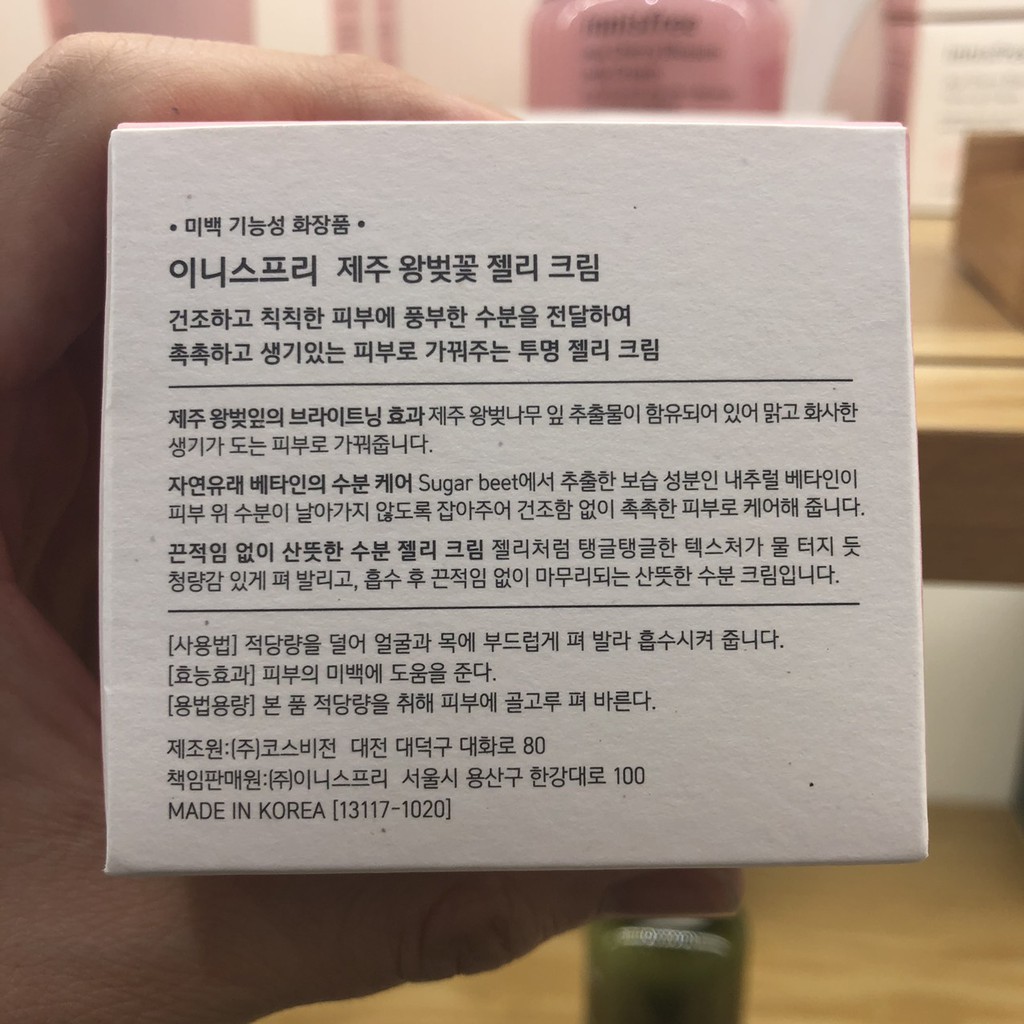 innisfree
• 미백 기능성 화장품 •
이니스프리 제주 왕벚꽃 젤리 크림
건조하고 칙칙한 피부에 풍부한 수분을 전달하여
촉촉하고 생기있는 피부로 가꿔주는 투명 젤리 크림
제주 왕벚잎의 브라이트닝 효과 제주 왕벚나무 잎 추출물이 함유되어 있어 맑고 화사한
생기가 도는 피부로 가꿔줍니다.
자연유래 베타인의 수분 케어 Sugar beet에서 추출한 보습 성분인 내추럴 베타인이
피부 위 수분이 날아가지 않도록 잡아주어 건조함 없이 촉촉한 피부로 케어해 줍니다.
끈적임 없이 산뜻한 수분 젤리 크림 젤리처럼 탱글탱글한 텍스처가 물 터지 듯
청량감 있게 펴 발리고, 흡수 후 끈적임 없이 마무리되는 산뜻한 수분 크림입니다.
[사용법] 적당량을 덜어 얼굴과 목에 부드럽게 펴 발라 흡수시켜 줍니다.
[효능효과] 피부의 미백에 도움을 준다.
[용법용량] 본 품 적당량을 취해 피부에 골고루 펴 바른다.
제조원:(주)코스비전 대전 대덕구 대화로 80
책임판매원:㈜이니스프리 서울시 용산구 한강대로 100
MADE IN KOREA [13117-1020]